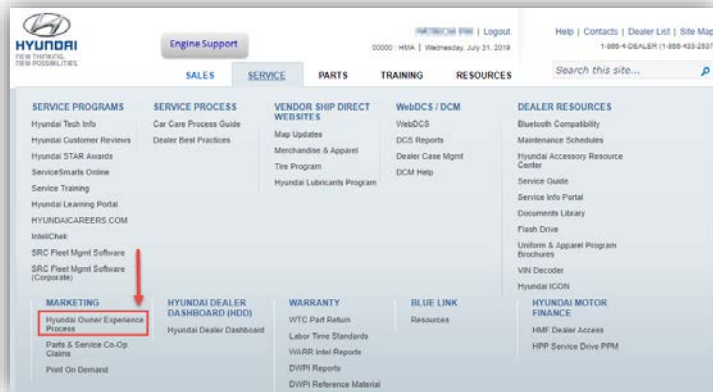 HYUNDAI
NEW THINKING.
NEW POSSIBILITIES.
Engine Support
| Logout
00000 : HMA | Wednesday, July 31, 2019
Help | Contacts | Dealer List | Site Map
1-866-4-DEALER (1-866-433-2537
Search this site...
SALES SERVICE PARTS TRAINING RESOURCES
SERVICE PROGRAMS
Hyundai Tech Info
Hyundai Customer Reviews
Hyundai STAR Awards
ServiceSmarts Online
Service Training
Hyundai Learning Portal
HYUNDAICAREERS.COM
InteliChek
SRC Fleet Mgmt Software
SRC Fleet Mgmt Software
(Corporate)
SERVICE PROCESS
Car Care Process Guide
Dealer Best Practices
VENDOR SHIP DIRECT
WEBSITES
Map Updates
Merchandise & Apparel
Tire Program
Hyundai Lubricants Program
WebDCS / DCM
WebDCS
DCS Reports
Dealer Case Mgmt
DCM Help
DEALER RESOURCES
Bluetooth Compatibility
Maintenance Schedules
Hyundai Accessory Resource
Center
Service Guide
Service Info Portal
Documents Library
Flash Drive
Uniform & Apparel Program
Brochures
VIN Decoder
Hyundai ICON
MARKETING
Hyundai Owner Experience
Process
Parts & Service Co-Op
Claims
Print On Demand
HYUNDAI DEALER
DASHBOARD (HDD)
Hyundai Dealer Dashboard
WARRANTY
WTC Part Return
Labor Time Standards
WARR Intel Reports
DWPI Reports
DWPI Reference Material
BLUE LINK
Resources
HYUNDAI MOTOR
FINANCE
HMF Dealer Access
HPP Service Drive PPM